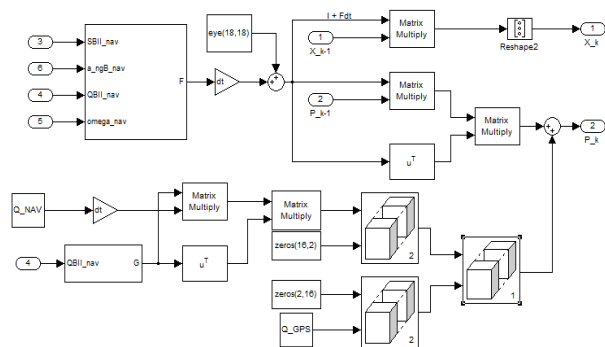 I + Fdt
eye(18,18)
Matrix
Multiply
3
SBII_nav
1
X_k-1
Reshape2
1
X_k
6
a_ngB_nav
F
dt
4
QBII_nav
5
omega_nav
Matrix
Multiply
2
P_k-1
Matrix
Multiply
2
P_k
u^T
Q_NAV
dt
Matrix
Multiply
Matrix
Multiply
zeros(16,2)
2
4
QBII_nav
G
u^T
1
zeros(2,16)
Q_GPS
2